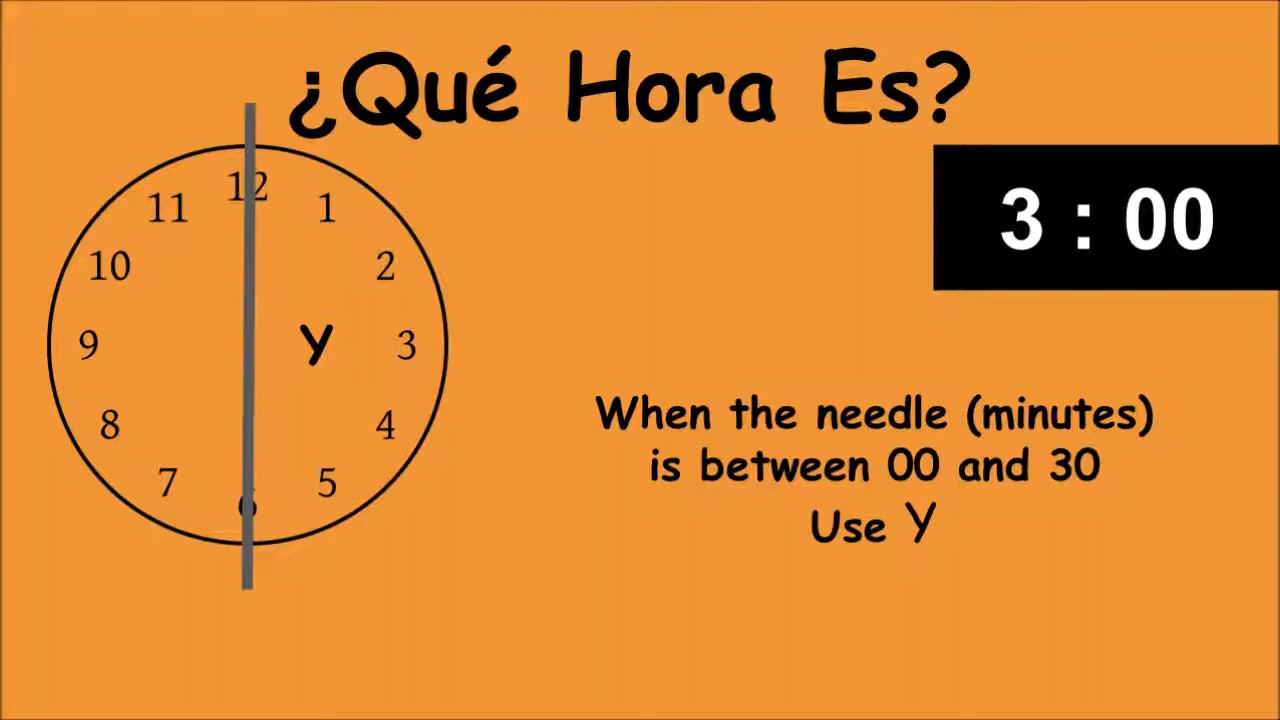 ¿Qué Hora Es?
3 : 00
12
11
1
10
2
9
Y
3
8
4
7
5
6
When the needle (minutes)
is between 00 and 30
Use Y